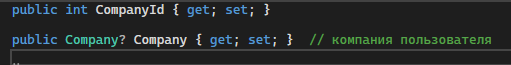 public int CompanyId { get; set; }
public Company? Company { get; set; }  // компания пользователя